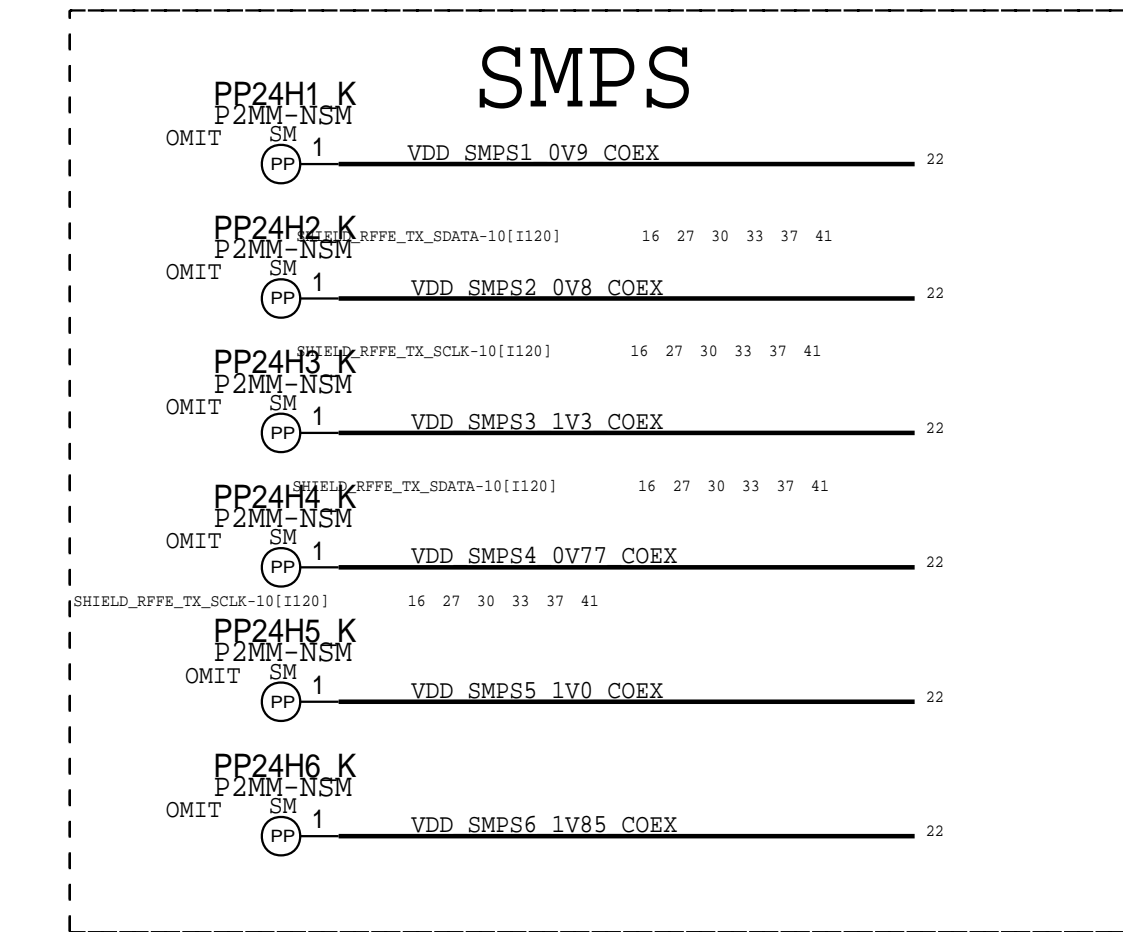 SMPS
PP24H1_K
P2MM-NSM
OMIT SM
PP 1 VDD_SMPS1_0V9_COEX 22
PP24H2_K
SHIELD_RFFE_TX_SDATA-10[I120] 16 27 30 33 37 41
P2MM-NSM
OMIT SM
PP 1 VDD_SMPS2_0V8_COEX 22
SHIELD_RFFE_TX_SCLK-10[I120] 16 27 30 33 37 41
PP24H3_K
P2MM-NSM
OMIT SM
PP 1 VDD_SMPS3_1V3_COEX 22
SHIELD_RFFE_TX_SDATA-10[I120] 16 27 30 33 37 41
PP24H4_K
P2MM-NSM
OMIT SM
PP 1 VDD_SMPS4_0V77_COEX 22
SHIELD_RFFE_TX_SCLK-10[I120] 16 27 30 33 37 41
PP24H5_K
P2MM-NSM
OMIT SM
PP 1 VDD_SMPS5_1V0_COEX 22
PP24H6_K
P2MM-NSM
OMIT SM
PP 1 VDD_SMPS6_1V85_COEX 22